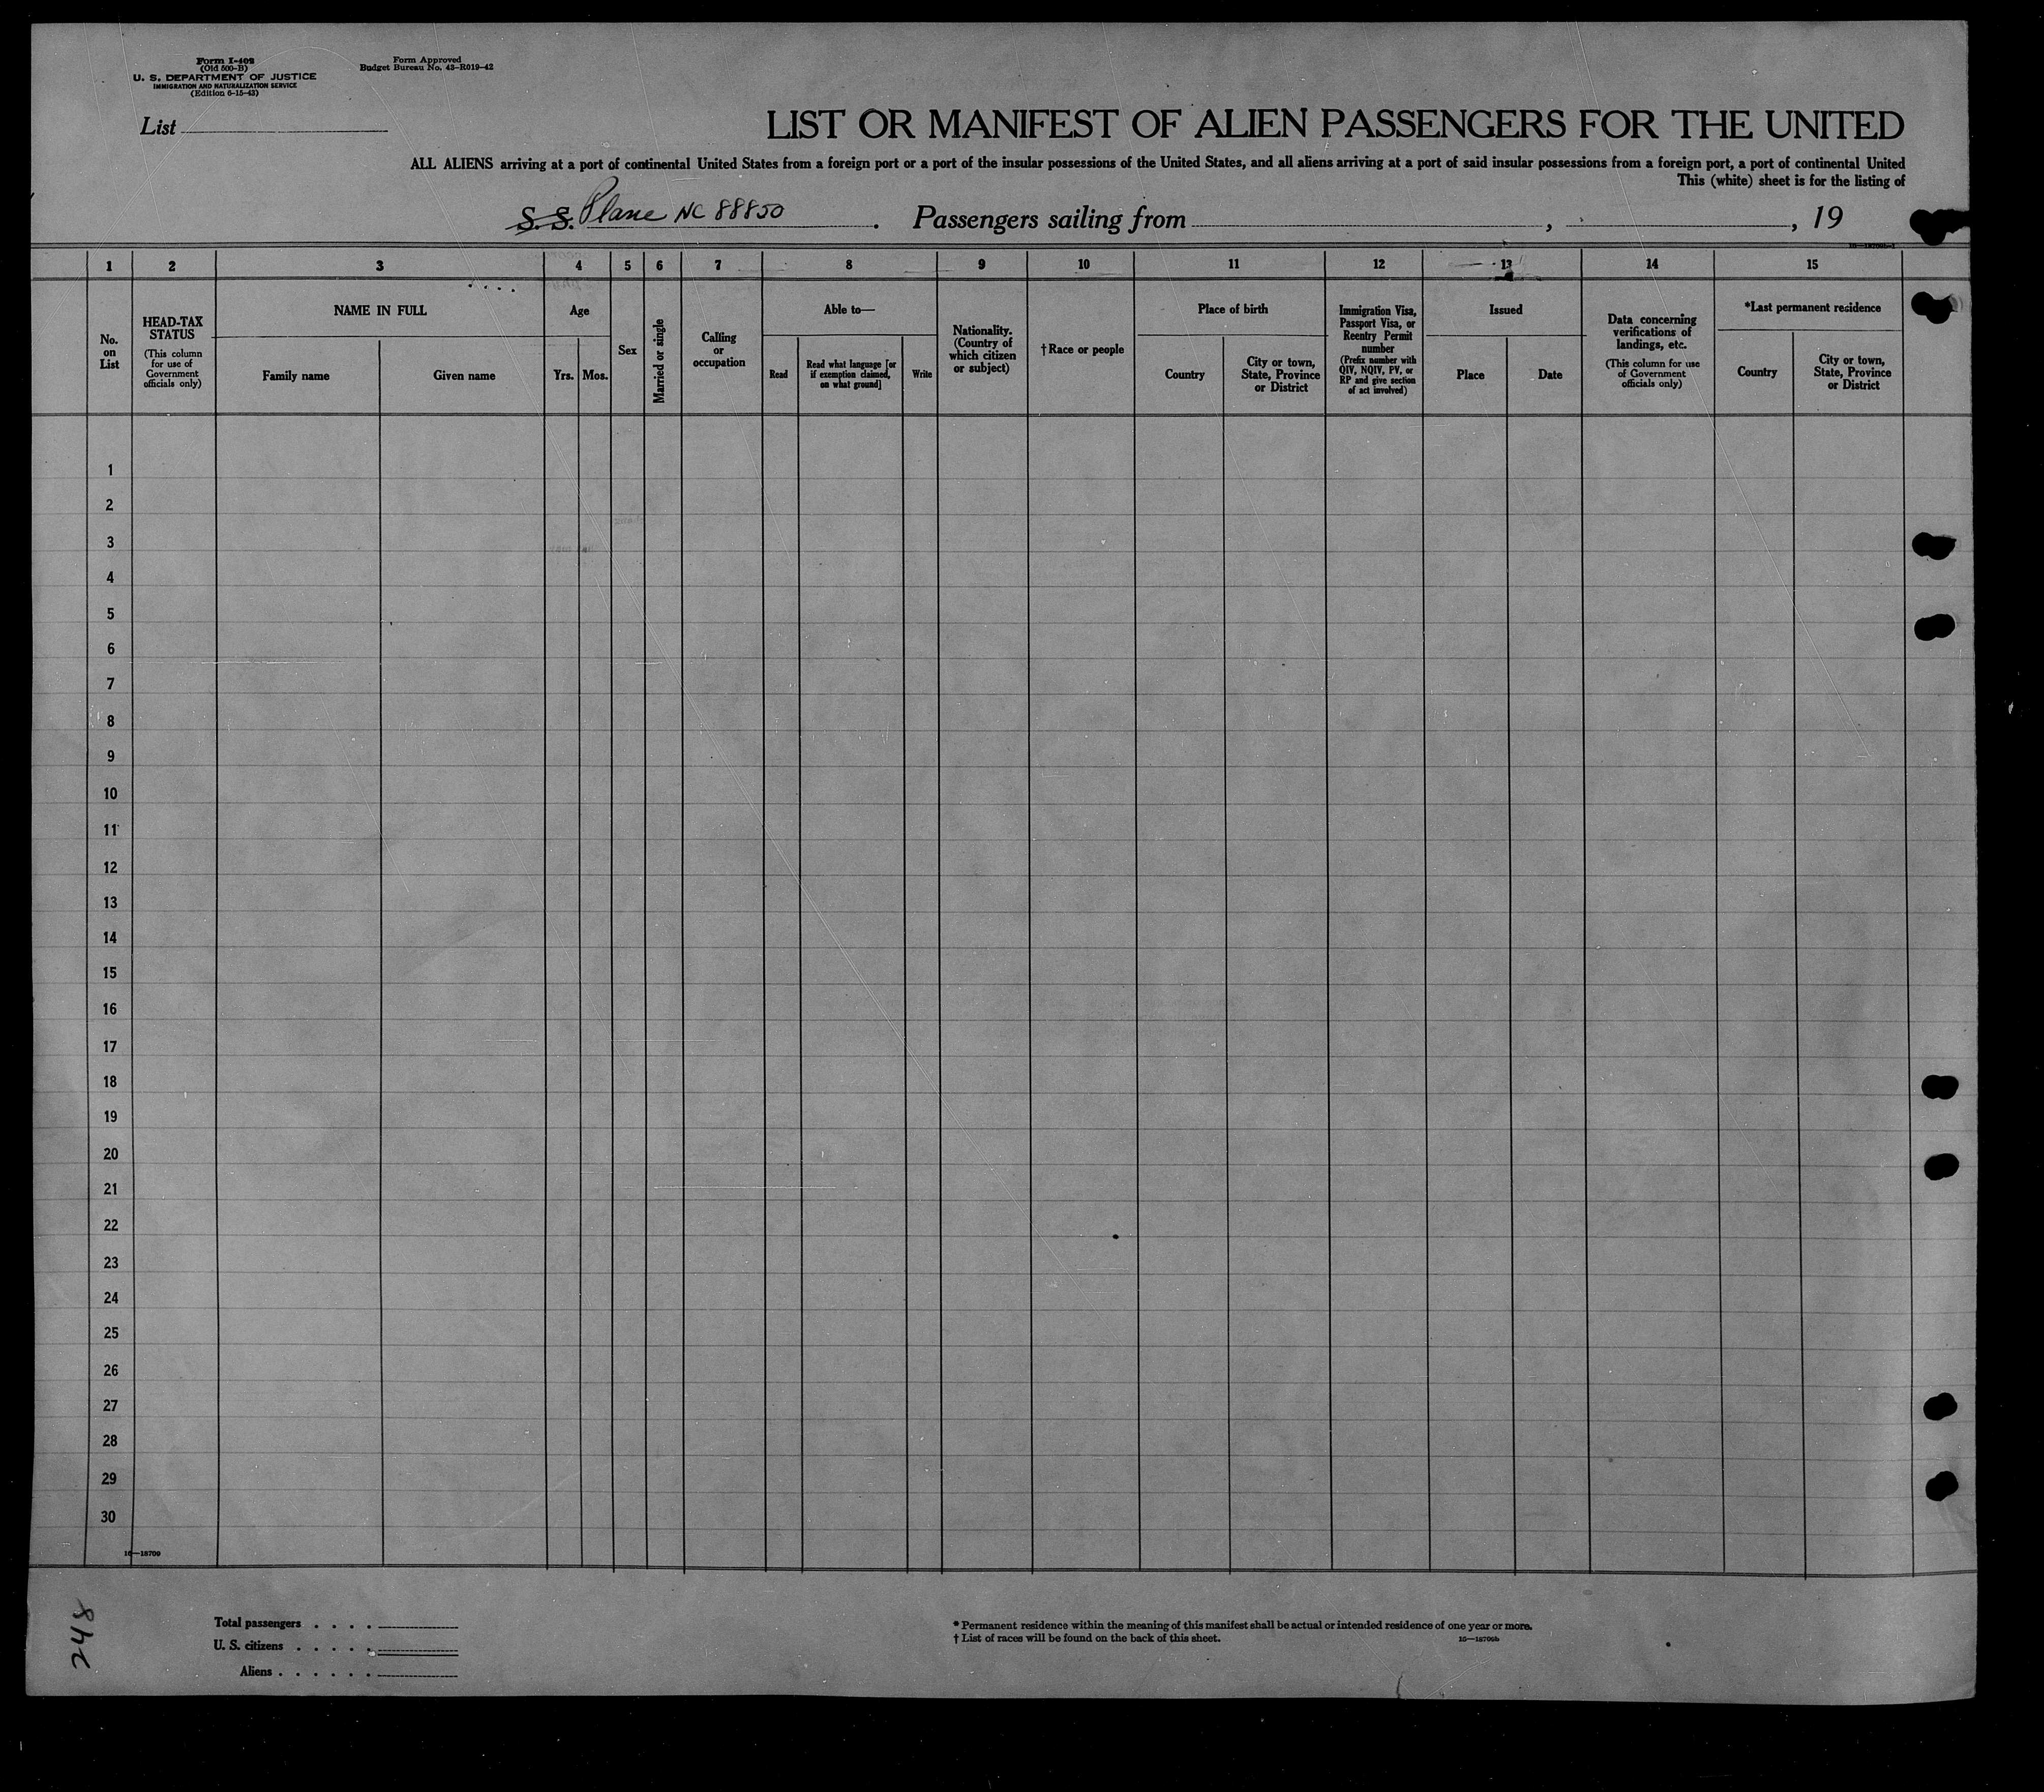 Form I-402
(Old 500-B)
U. S. DEPARTMENT OF JUSTICE
IMMIGRATION AND NATURALIZATION SERVICE
(Edition 6-15-43)
Form Approved
Budget Bureau No. 43-R019-42
List
LIST OR MANIFEST OF ALIEN PASSENGERS FOR THE UNITED
ALL ALIENS arriving at a port of continental United States from a foreign port or a port of the insular possessions of the United States, and all aliens arriving at a port of said insular possessions from a foreign port, a port of continental United
This (white) sheet is for the listing of
S. S. Plane NC 88850 . Passengers sailing from , , 19
1 2 3 4 5 6 7 8 9 10 11 12 13 14 15
No.
on
List
HEAD-TAX
STATUS
(This column
for use of
Government
officials only)
NAME IN FULL
Family name
Given name
Age
Yrs.
Mos.
Sex
Married or single
Calling
or
occupation
Able to—
Read
Read what language [or
if exemption claimed,
on what ground]
Write
Nationality.
(Country of
which citizen
or subject)
†Race or people
Place of birth
Country
City or town,
State, Province
or District
Immigration Visa,
Passport Visa, or
Reentry Permit
number
(Prefix number with
QIV, NQIV, PV, or
RP and give section
of act involved)
Issued
Place
Date
Data concerning
verifications of
landings, etc.
(This column for use
of Government
officials only)
*Last permanent residence
Country
City or town,
State, Province
or District
1
2
3
4
5
6
7
8
9
10
11
12
13
14
15
16
17
18
19
20
21
22
23
24
25
26
27
28
29
30
16—18709
248
Total passengers . . . .
U. S. citizens . . . . .
Aliens . . . . . .
* Permanent residence within the meaning of this manifest shall be actual or intended residence of one year or more.
† List of races will be found on the back of this sheet.
16—18709b